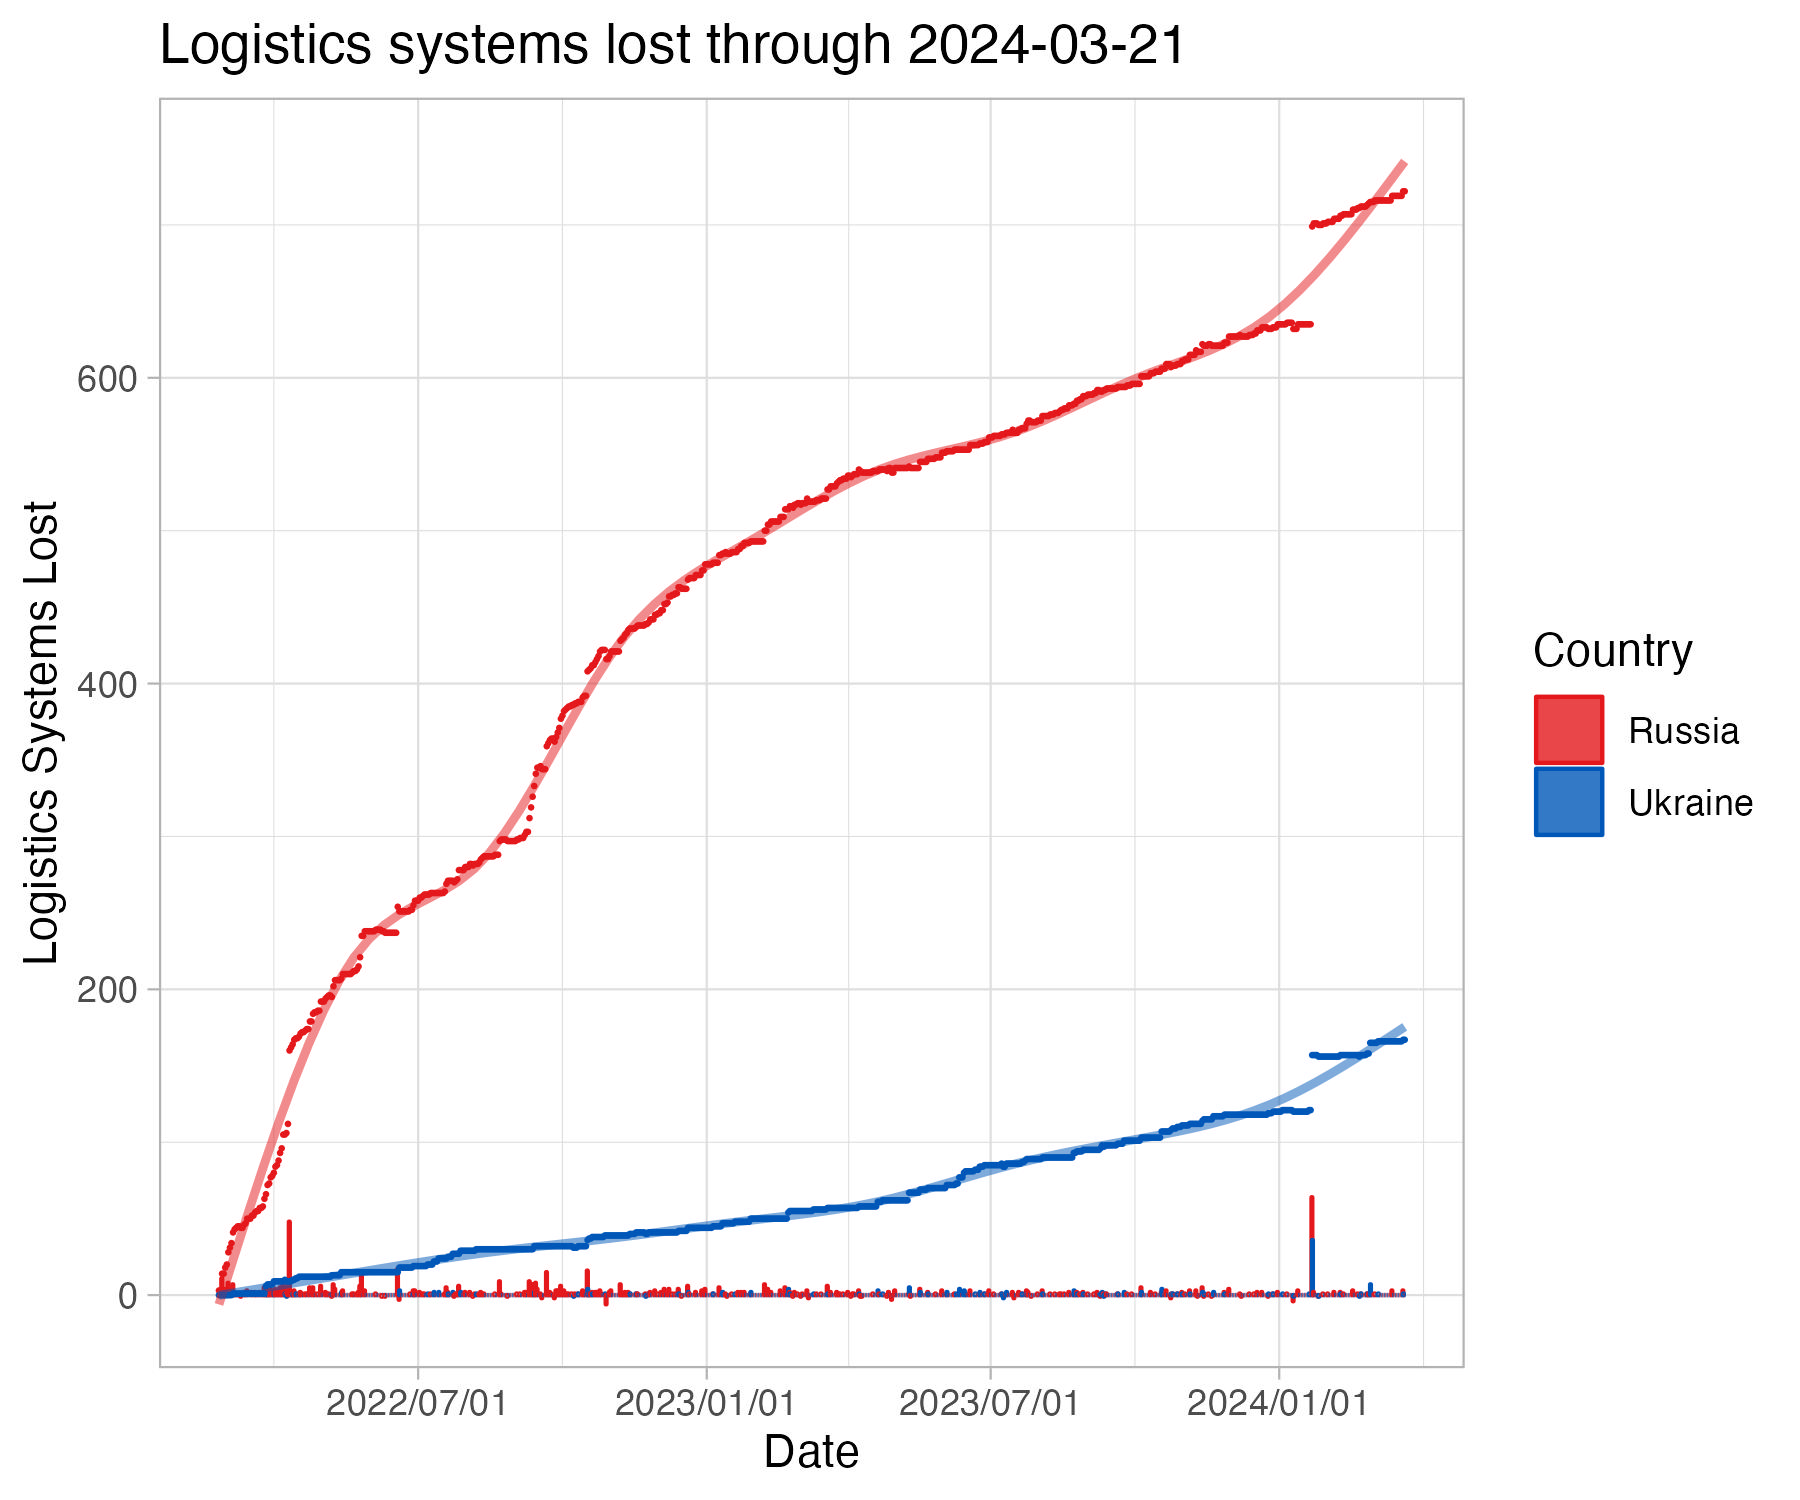 Logistics systems lost through 2024-03-21
Logistics Systems Lost
600
400
200
0
2022/07/01
2023/01/01
2023/07/01
2024/01/01
Date
Country
Russia
Ukraine